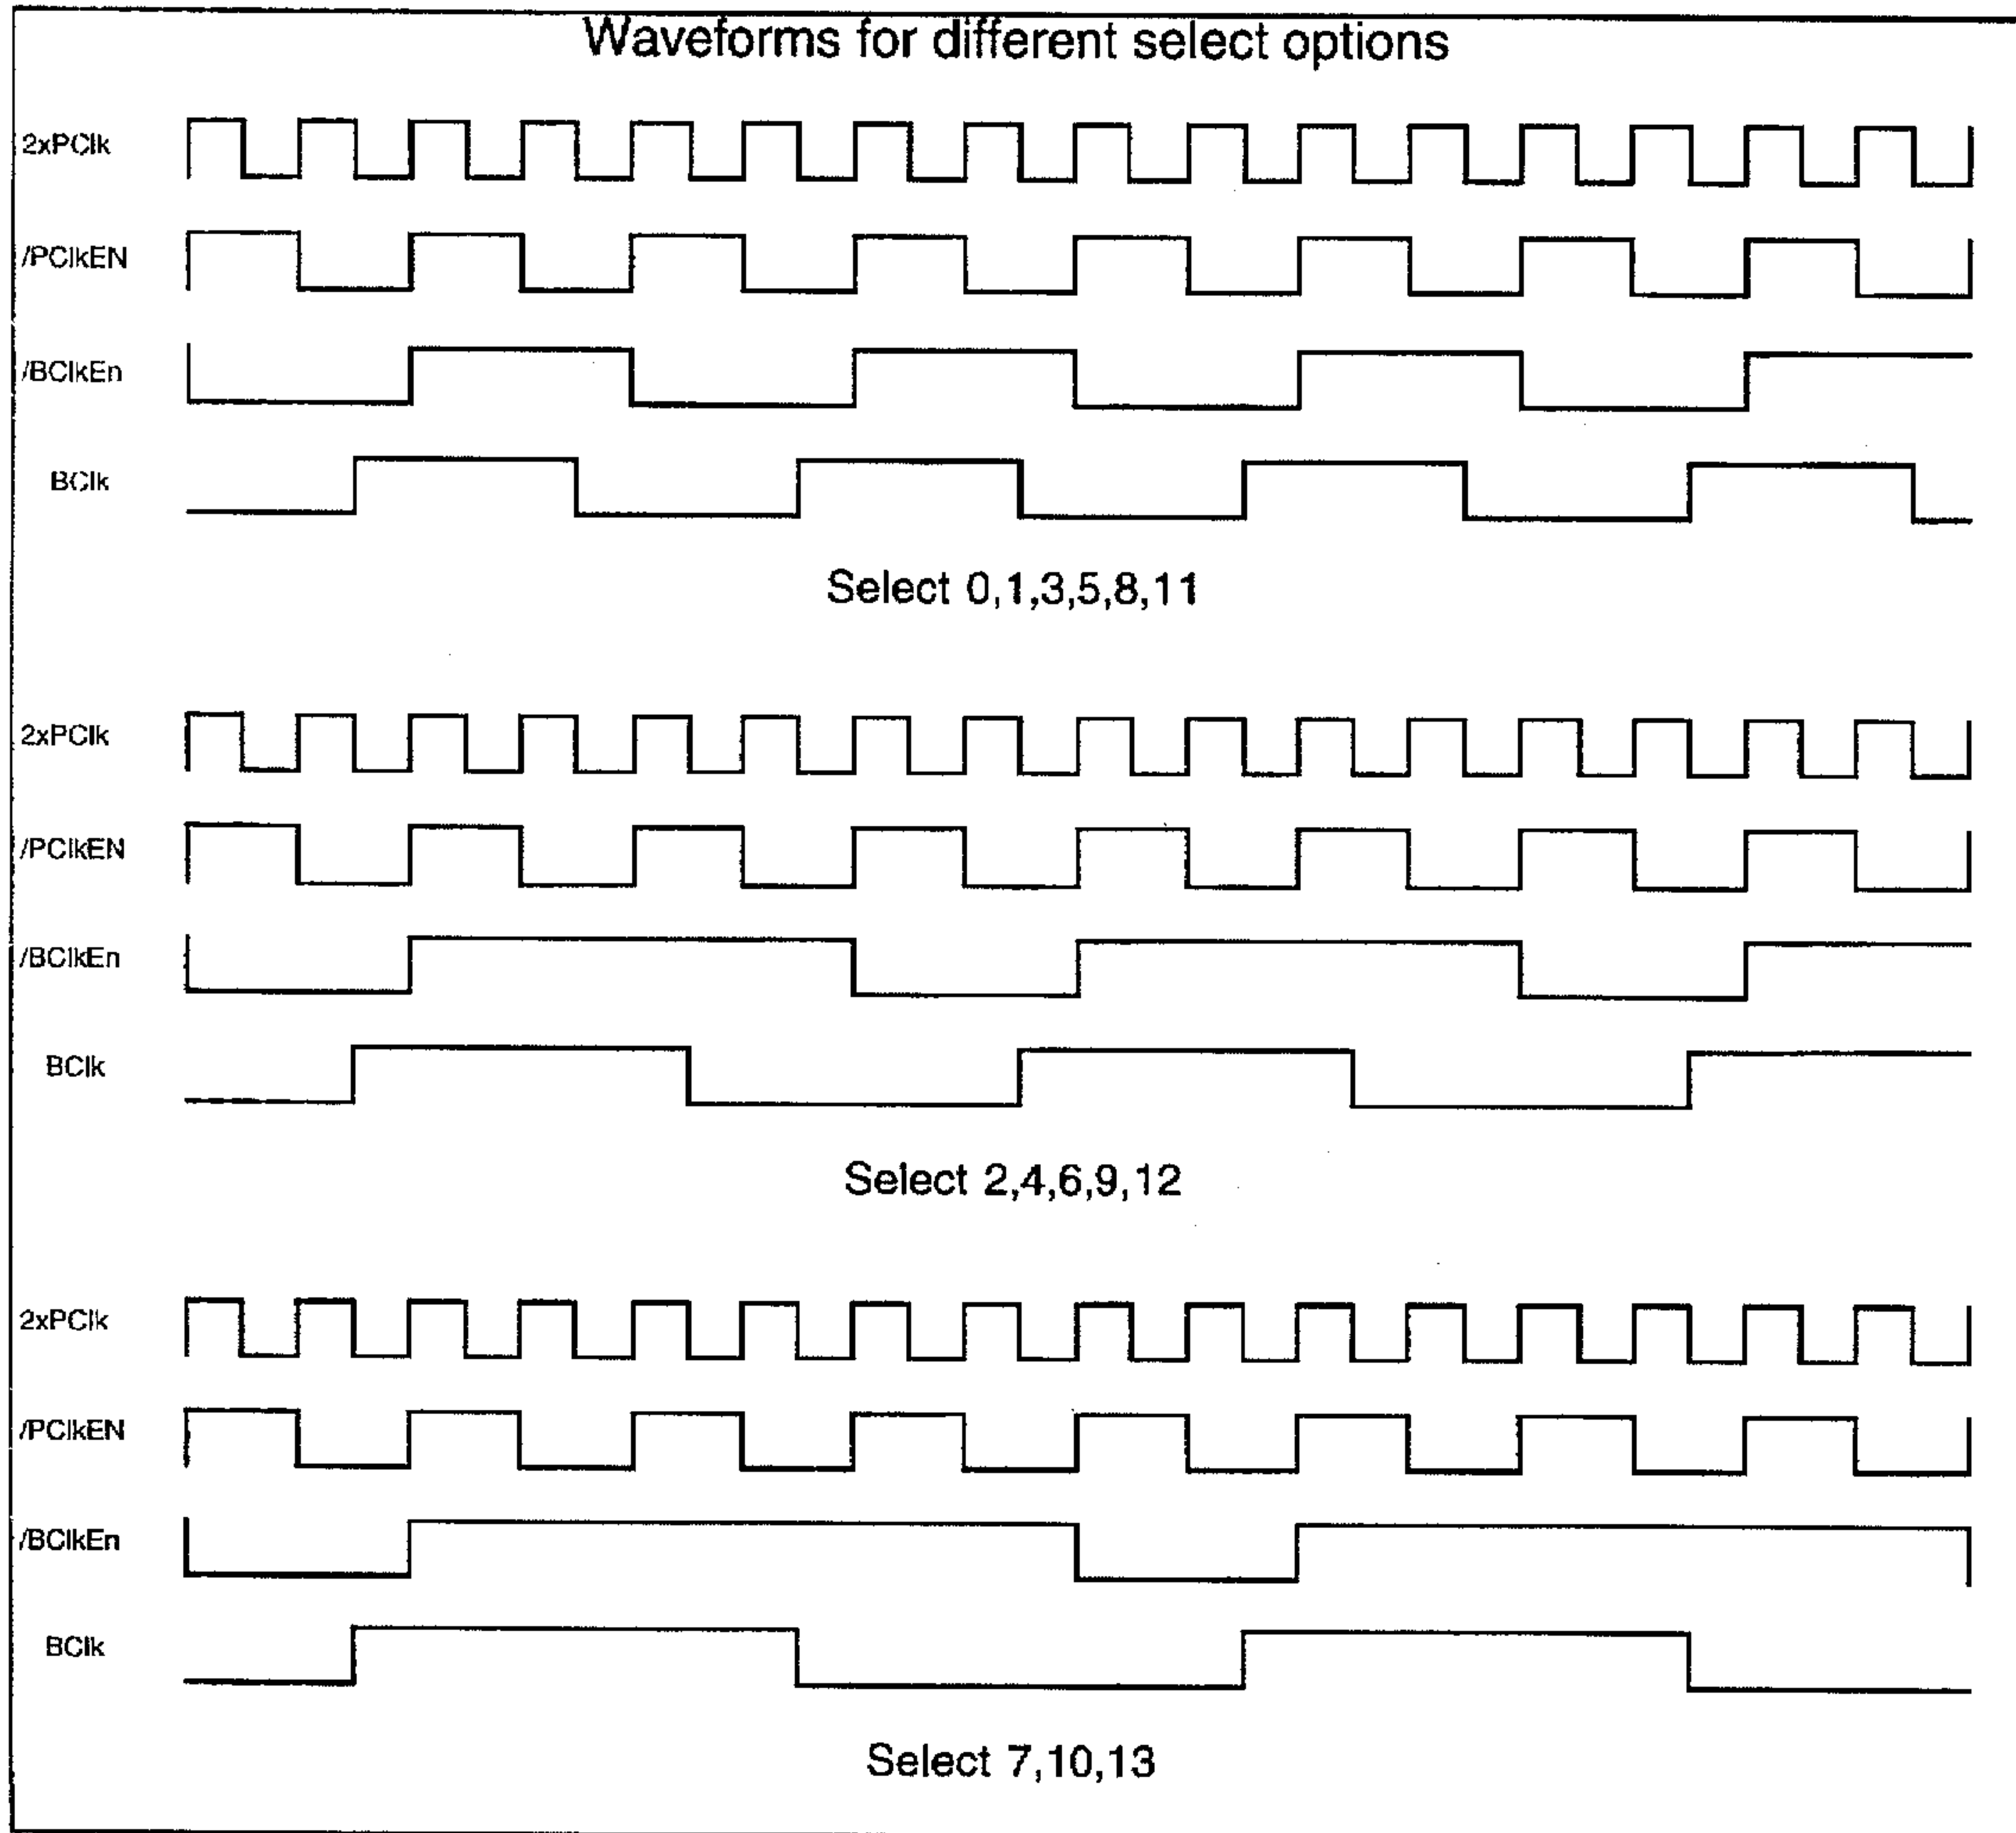 Waveforms for different select options
2xPClk
/PClkEN
/BClkEn
BClk
Select 0,1,3,5,8,11
2xPClk
/PClkEN
/BClkEn
BClk
Select 2,4,6,9,12
2xPClk
/PClkEN
/BClkEn
BClk
Select 7,10,13